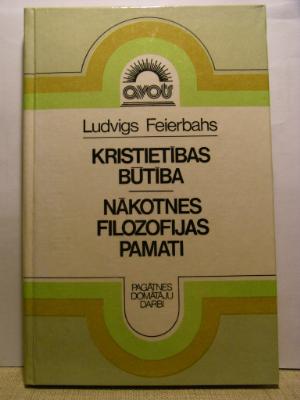 avots
Ludvigs Feierbahs
KRISTIETĪBAS
BŪTĪBA
NĀKOTNES
FILOZOFIJAS
PAMATI
PAGĀTNES
DOMĀTĀJU
DARBI